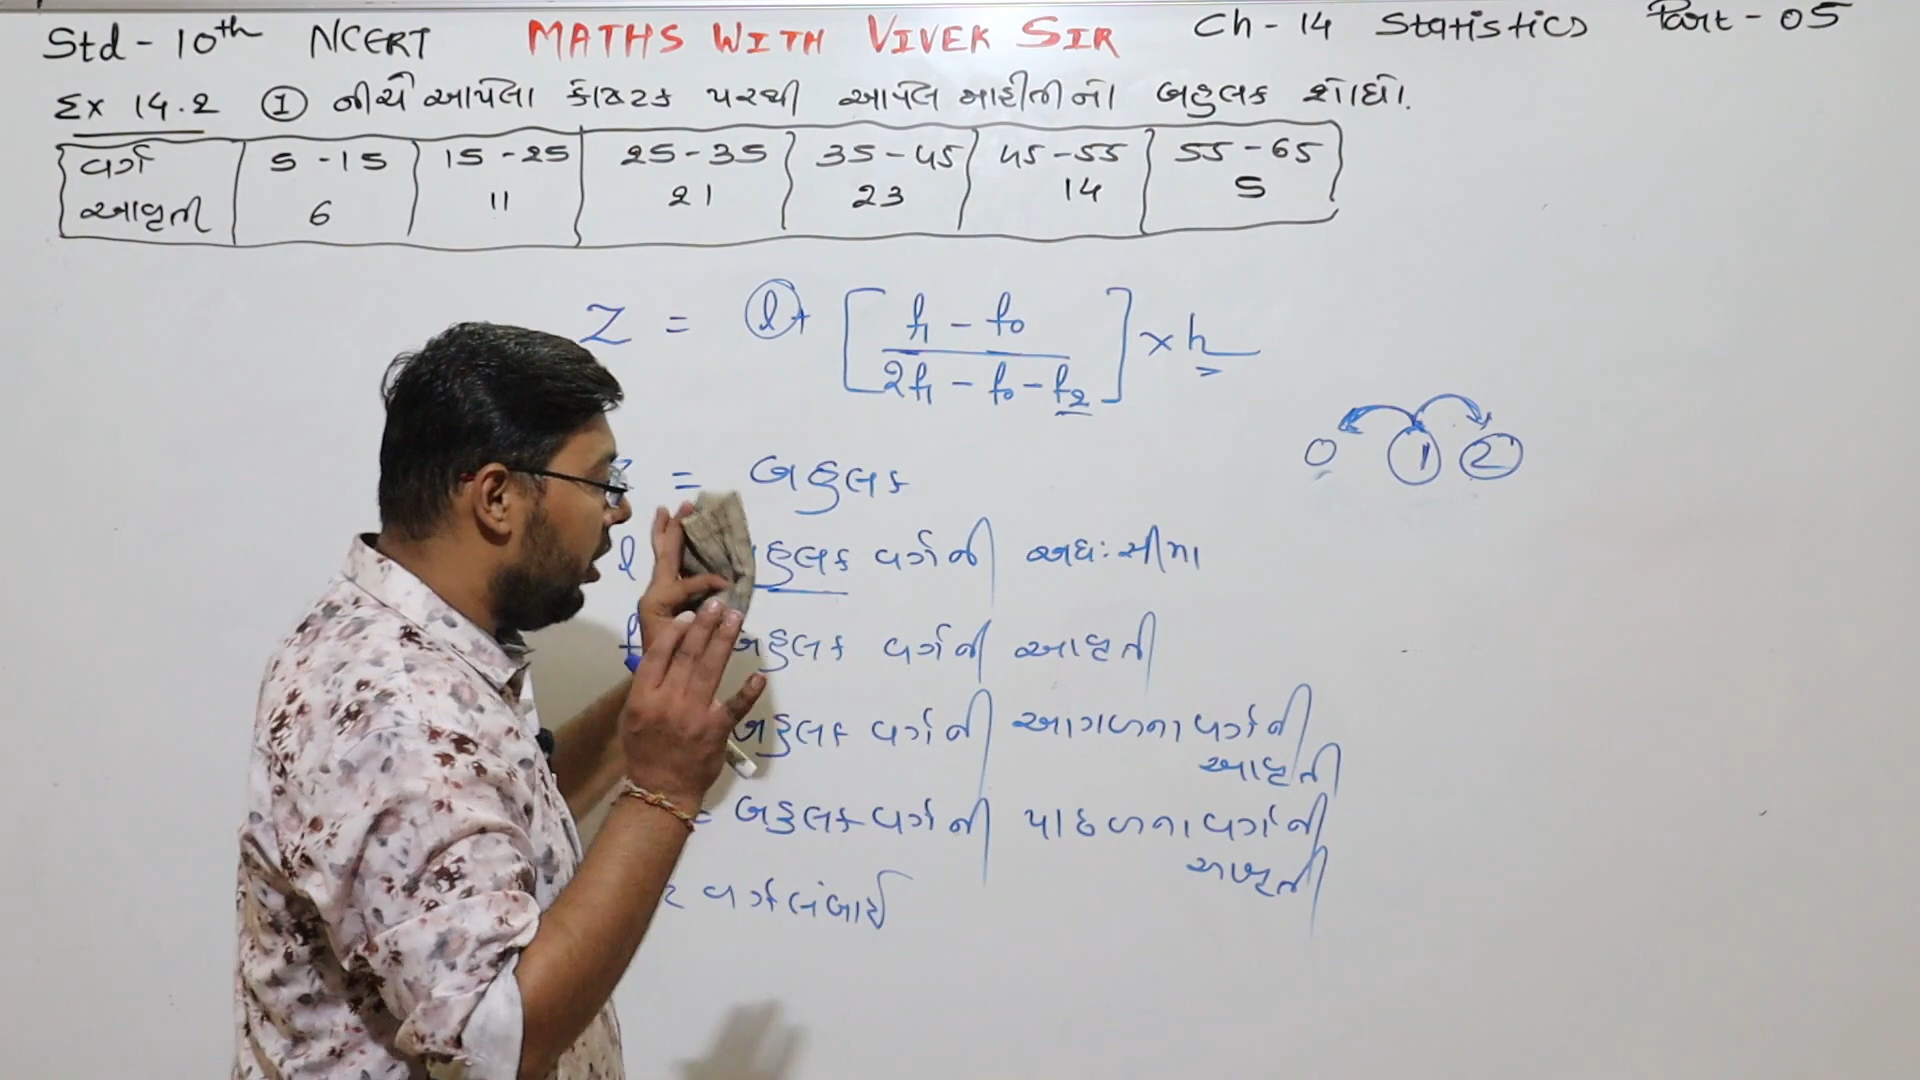 Std - 10th NCERT MATHS WITH VIVEK SIR Ch - 14 Statistics Part - 05
Ex 14.2 ① નીચે આપેલા કોષ્ટક પરથી આપેલ માહીતીનો બહુલક શોધો.
વર્ગ 5 - 15 15 - 25 25 - 35 35 - 45 45 - 55 55 - 65
આવૃતી 6 11 21 23 14 5
Z = l + [ f1 - f0 / 2f1 - f0 - f2 ] × h
0 1 2
= બહુલક
l બહુલક વર્ગની અધઃસીમા
f બહુલક વર્ગની આવૃતી
બહુલક વર્ગની આગળના વર્ગની
આવૃતી
= બહુલક વર્ગની પાછળના વર્ગની
આવૃતી
વર્ગલંબાઈ